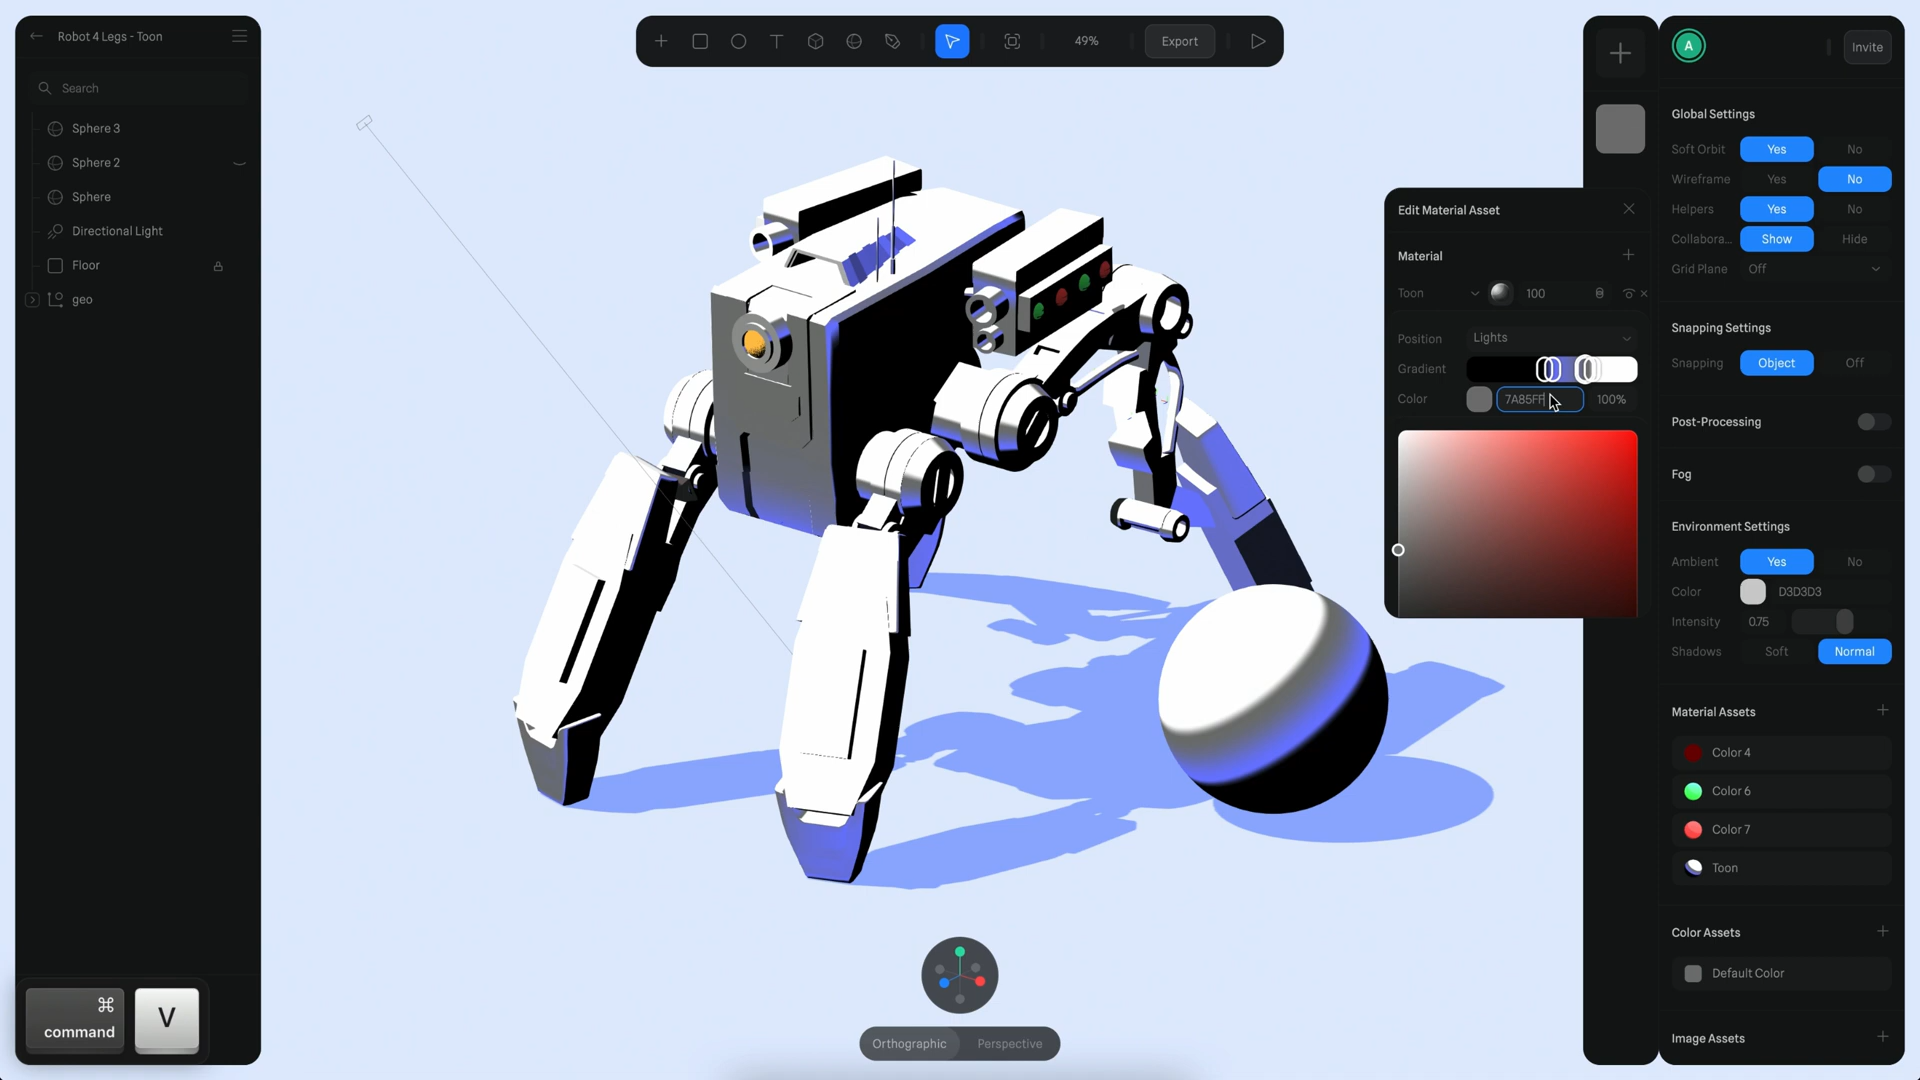 Robot 4 Legs - Toon
Search
Sphere 3
Sphere 2
Sphere
Directional Light
Floor
geo
command
V
T
49%
Export
Orthographic
Perspective
Edit Material Asset
Material
Toon
100
Position
Lights
Gradient
Color
7A85FF
100%
A
Invite
Global Settings
Soft Orbit
Yes
No
Wireframe
Yes
No
Helpers
Yes
No
Collabora...
Show
Hide
Grid Plane
Off
Snapping Settings
Snapping
Object
Off
Post-Processing
Fog
Environment Settings
Ambient
Yes
No
Color
D3D3D3
Intensity
0.75
Shadows
Soft
Normal
Material Assets
Color 4
Color 6
Color 7
Toon
Color Assets
Default Color
Image Assets